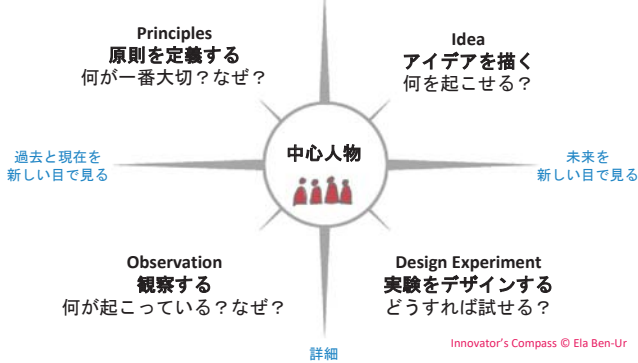 Principles
原則を定義する
何が一番大切？なぜ？
Idea
アイデアを描く
何を起こせる？
過去と現在を
新しい目で見る
中心人物
未来を
新しい目で見る
Observation
観察する
何が起こっている？なぜ？
Design Experiment
実験をデザインする
どうすれば試せる？
詳細
Innovator's Compass © Ela Ben-Ur